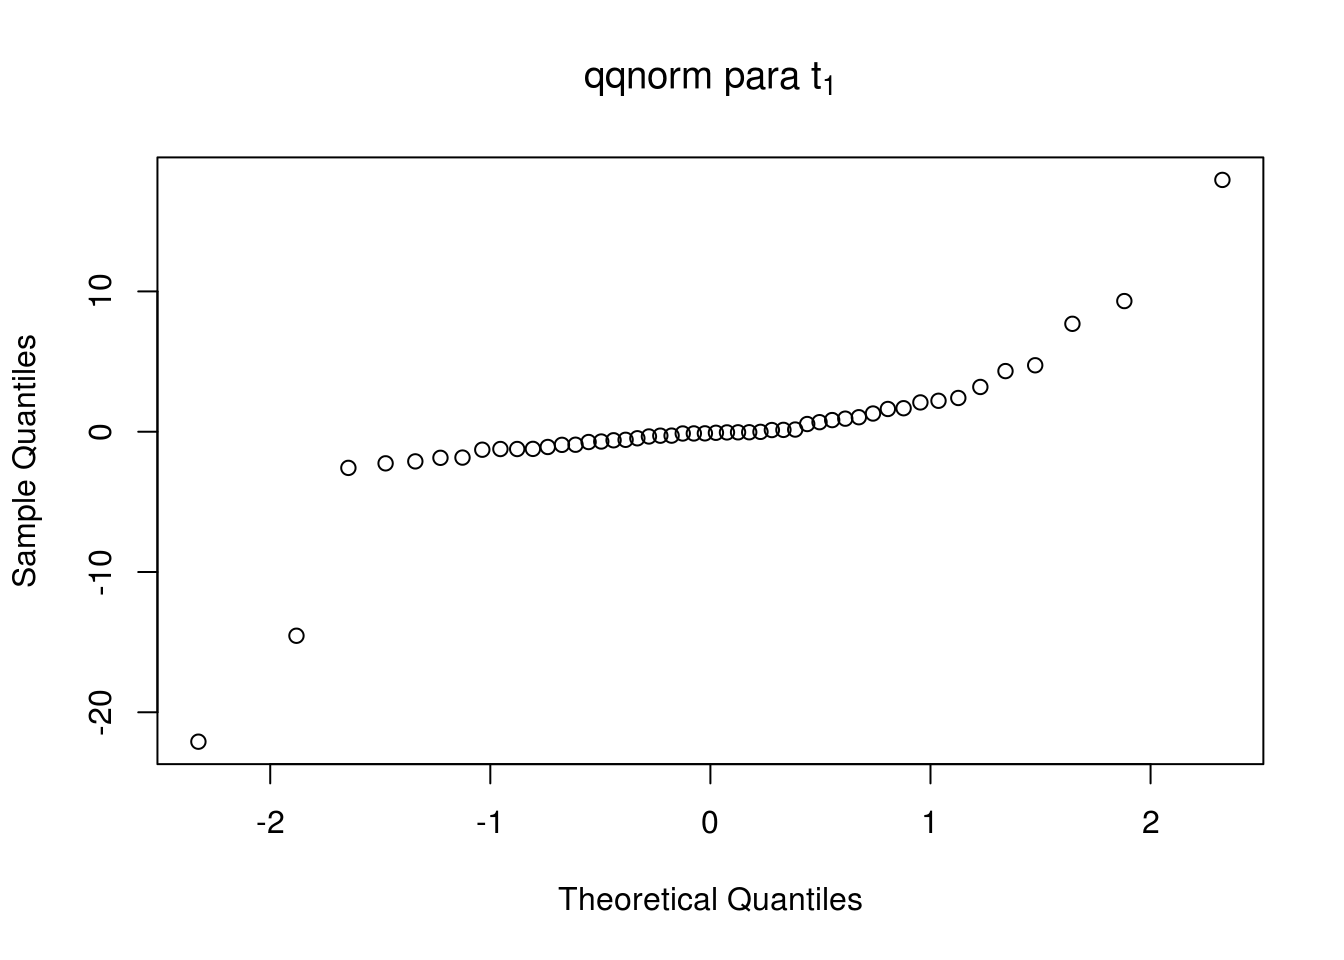 qqnorm para t₁
Sample Quantiles
10
0
-10
-20
-2 -1 0 1 2
Theoretical Quantiles